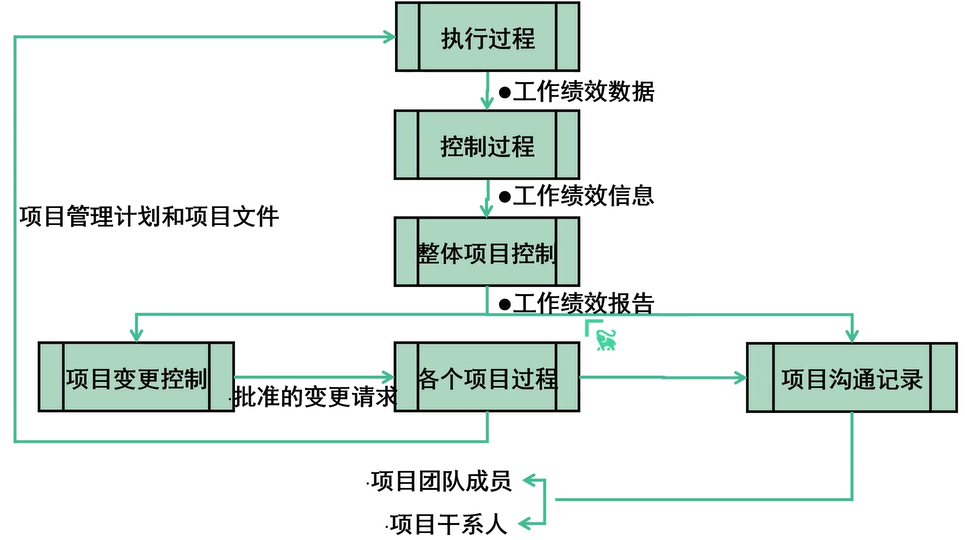 执行过程
●工作绩效数据
控制过程
●工作绩效信息
项目管理计划和项目文件
整体项目控制
●工作绩效报告
项目变更控制
·批准的变更请求
各个项目过程
项目沟通记录
·项目团队成员
·项目干系人